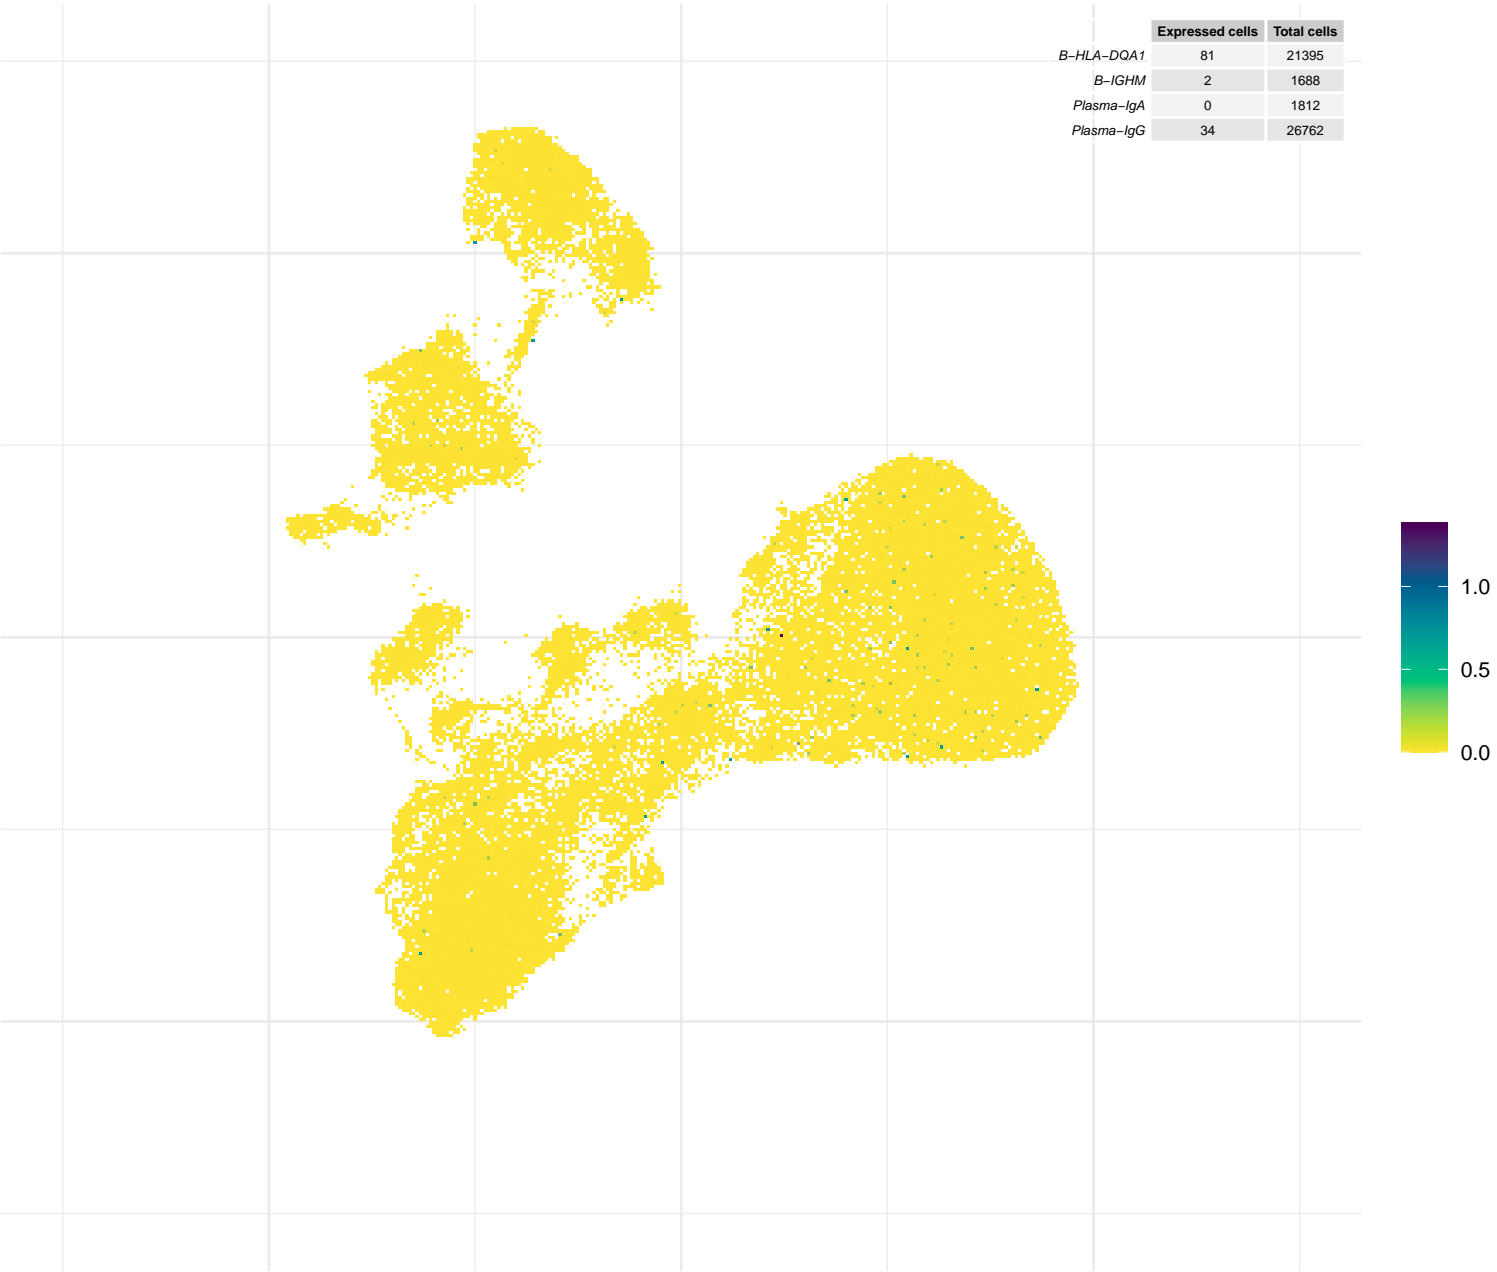 Expressed cells Total cells
B−HLA−DQA1 81 21395
B−IGHM 2 1688
Plasma−IgA 0 1812
Plasma−IgG 34 26762
1.0
0.5
0.0